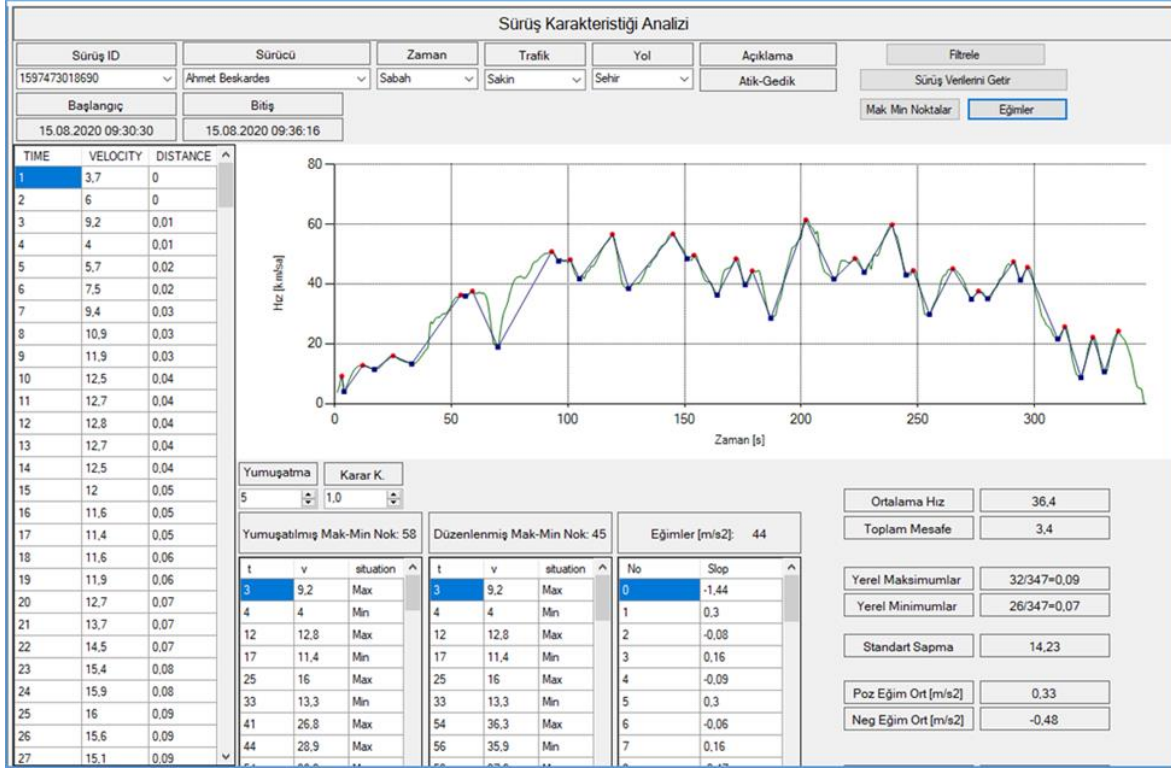 Sürüş Karakteristiği Analizi
Sürüş ID Sürücü Zaman Trafik Yol Açıklama Filtrele
1597473018690 Ahmet Beskardes Sabah Sakin Sehir Atik-Gedik Sürüş Verilerini Getir
Başlangıç Bitiş Mak Min Noktalar Eğimler
15.08.2020 09:30:30 15.08.2020 09:36:16
TIME VELOCITY DISTANCE
1 3,7 0
2 6 0
3 9,2 0,01
4 4 0,01
5 5,7 0,02
6 7,5 0,02
7 9,4 0,03
8 10,9 0,03
9 11,9 0,03
10 12,5 0,04
11 12,7 0,04
12 12,8 0,04
13 12,7 0,04
14 12,5 0,04
15 12 0,05
16 11,6 0,05
17 11,4 0,05
18 11,6 0,06
19 11,9 0,06
20 12,7 0,07
21 13,7 0,07
22 14,5 0,07
23 15,4 0,08
24 15,9 0,08
25 16 0,09
26 15,6 0,09
27 15,1 0,09
80
60
40
20
0
Hız [km/sa]
0 50 100 150 200 250 300
Zaman [s]
Yumuşatma Karar K.
5 1,0
Yumuşatılmış Mak-Min Nok: 58
t v situation
3 9,2 Max
4 4 Min
12 12,8 Max
17 11,4 Min
25 16 Max
33 13,3 Min
41 26,8 Max
44 28,9 Max
Düzenlenmiş Mak-Min Nok: 45
t v situation
3 9,2 Max
4 4 Min
12 12,8 Max
17 11,4 Min
25 16 Max
33 13,3 Min
54 36,3 Max
56 35,9 Min
Eğimler [m/s2]: 44
No Slop
0 -1,44
1 0,3
2 -0,08
3 0,16
4 -0,09
5 0,3
6 -0,06
7 0,16
Ortalama Hız 36,4
Toplam Mesafe 3,4
Yerel Maksimumlar 32/347=0,09
Yerel Minimumlar 26/347=0,07
Standart Sapma 14,23
Poz Eğim Ort [m/s2] 0,33
Neg Eğim Ort [m/s2] -0,48